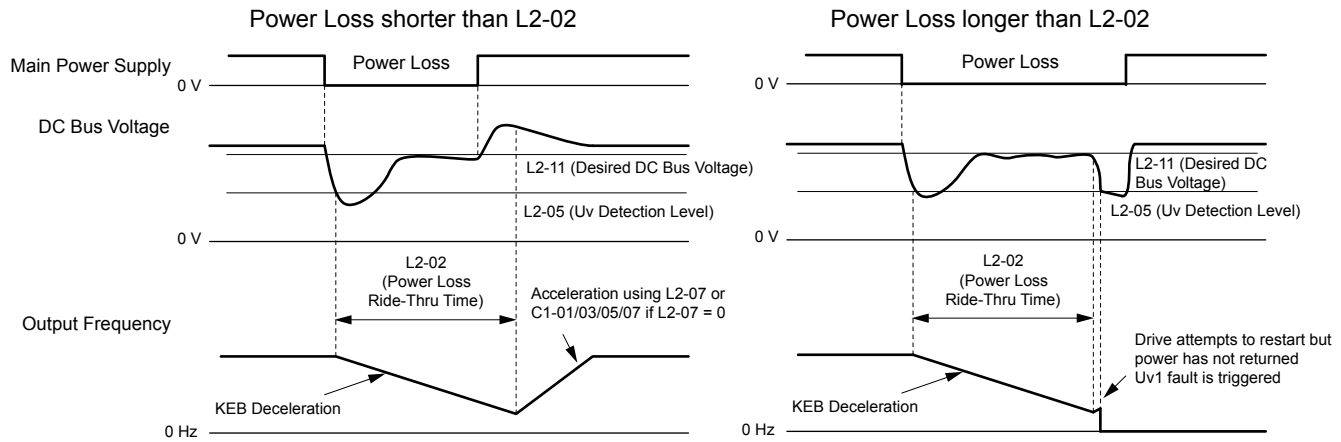 Power Loss shorter than L2-02
Main Power Supply
Power Loss
0 V
DC Bus Voltage
L2-11 (Desired DC Bus Voltage)
L2-05 (Uv Detection Level)
0 V
L2-02
(Power Loss
Ride-Thru Time)
Acceleration using L2-07 or
C1-01/03/05/07 if L2-07 = 0
Output Frequency
KEB Deceleration
0 Hz
Power Loss longer than L2-02
Power Loss
0 V
L2-11 (Desired DC
Bus Voltage)
L2-05 (Uv Detection Level)
0 V
L2-02
(Power Loss
Ride-Thru Time)
Drive attempts to restart but
power has not returned
Uv1 fault is triggered
KEB Deceleration
0 Hz